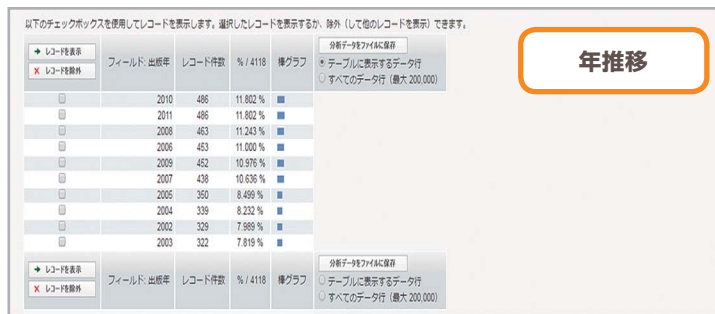 以下のチェックボックスを使用してレコードを表示します。選択したレコードを表示するか、除外（して他のレコードを表示）できます。
年推移
→ レコードを表示
X レコードを除外
フィールド: 出版年 レコード件数 % / 4118 棒グラフ
分析データをファイルに保存
テーブルに表示するデータ行
すべてのデータ行（最大 200,000）
2010 486 11.802 %
2011 486 11.802 %
2008 463 11.243 %
2006 453 11.000 %
2009 452 10.976 %
2007 438 10.636 %
2005 350 8.499 %
2004 339 8.232 %
2002 329 7.989 %
2003 322 7.819 %
→ レコードを表示
X レコードを除外
フィールド: 出版年 レコード件数 % / 4118 棒グラフ
分析データをファイルに保存
テーブルに表示するデータ行
すべてのデータ行（最大 200,000）